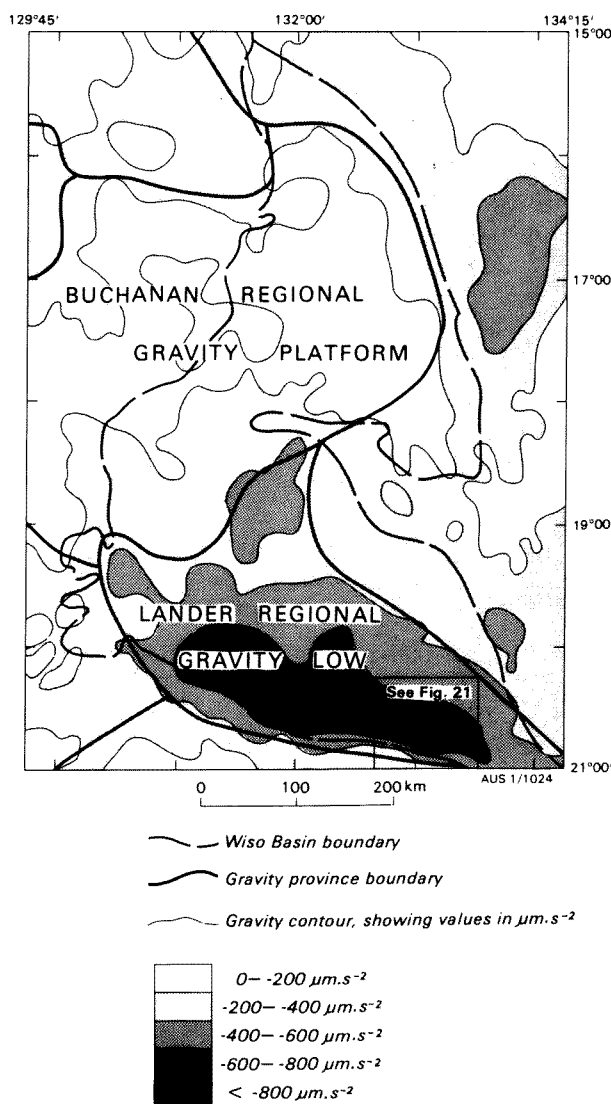 129°45' 132°00' 134°15'
15°00'
17°00'
BUCHANAN REGIONAL
GRAVITY PLATFORM
19°00'
LANDER REGIONAL
GRAVITY LOW
See Fig. 21
21°00'
AUS 1/1024
0 100 200 km
Wiso Basin boundary
Gravity province boundary
Gravity contour, showing values in μm.s⁻²
0— -200 μm.s⁻²
-200— -400 μm.s⁻²
-400— -600 μm.s⁻²
-600— -800 μm.s⁻²
< -800 μm.s⁻²